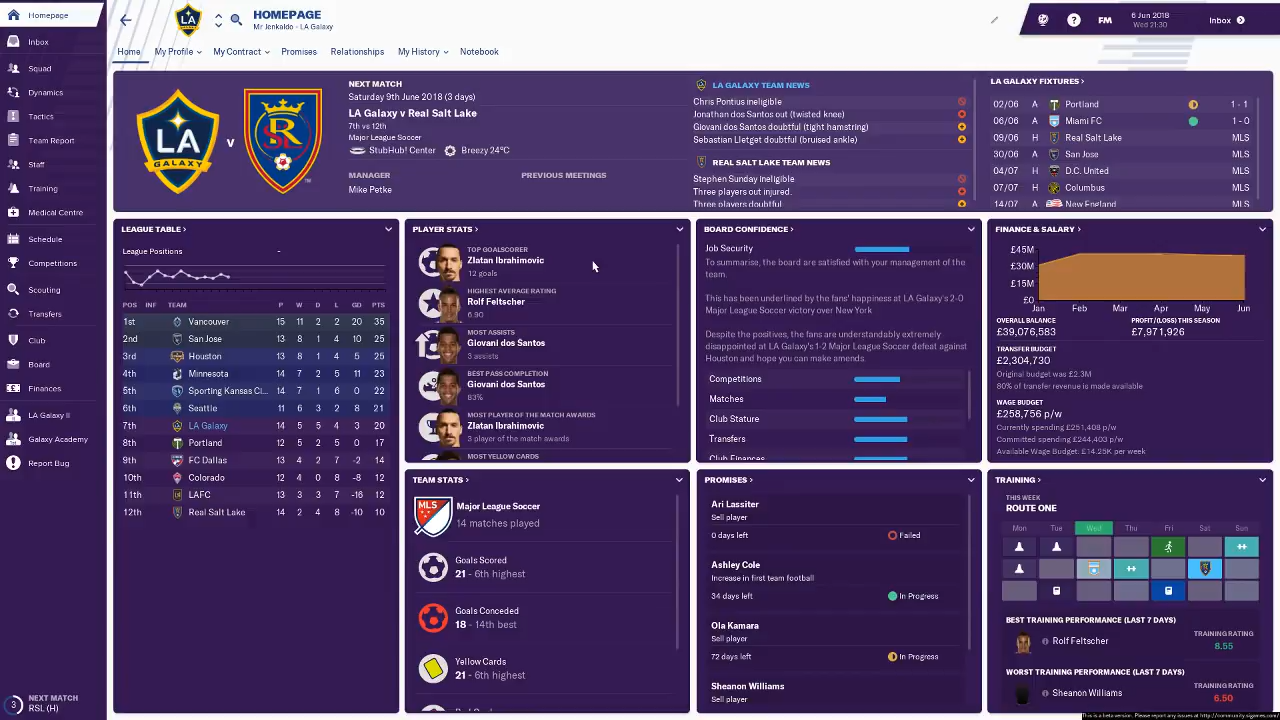 Homepage
Inbox
Squad
Dynamics
Tactics
Team Report
Staff
Training
Medical Centre
Schedule
Competitions
Scouting
Transfers
Club
Board
Finances
LA Galaxy II
Galaxy Academy
Report Bug
3 NEXT MATCH
RSL (H)
LA
HOMEPAGE
Mr Jenkaldo - LA Galaxy
? FM
6 Jun 2018
Wed 21:30
Inbox
Home My Profile My Contract Promises Relationships My History Notebook
LA
GALAXY
v
NEXT MATCH
Saturday 9th June 2018 (3 days)
LA Galaxy v Real Salt Lake
7th vs 12th
Major League Soccer
StubHub! Center Breezy 24°C
MANAGER PREVIOUS MEETINGS
Mike Petke
LA GALAXY TEAM NEWS
Chris Pontius ineligible
Jonathan dos Santos out (twisted knee)
Giovani dos Santos doubtful (tight hamstring)
Sebastian Lletget doubtful (bruised ankle)
REAL SALT LAKE TEAM NEWS
Stephen Sunday ineligible
Three players out injured.
Three players doubtful
LA GALAXY FIXTURES >
02/06 A Portland 1 - 1
06/06 A Miami FC 1 - 0
09/06 H Real Salt Lake MLS
30/06 A San Jose MLS
04/07 H D.C. United MLS
07/07 H Columbus MLS
14/07 A New England MLS
LEAGUE TABLE >
League Positions -
POS INF TEAM P W D L GD PTS
1st Vancouver 15 11 2 2 20 35
2nd San Jose 13 8 1 4 10 25
3rd Houston 13 8 1 4 5 25
4th Minnesota 14 7 2 5 11 23
5th Sporting Kansas Ci... 14 7 1 6 9 22
6th Seattle 11 6 3 2 8 21
7th LA Galaxy 14 5 5 4 3 20
8th Portland 12 5 2 5 0 17
9th FC Dallas 13 4 2 7 -2 14
10th Colorado 12 4 0 8 -8 12
11th LAFC 13 3 3 7 -16 12
12th Real Salt Lake 14 2 4 8 -10 10
PLAYER STATS >
TOP GOALSCORER
Zlatan Ibrahimovic
12 goals
HIGHEST AVERAGE RATING
Rolf Feltscher
6.90
MOST ASSISTS
Giovani dos Santos
3 assists
BEST PASS COMPLETION
Giovani dos Santos
83%
MOST PLAYER OF THE MATCH AWARDS
Zlatan Ibrahimovic
3 player of the match awards
MOST YELLOW CARDS
BOARD CONFIDENCE >
Job Security
To summarise, the board are satisfied with your management of the
team.
This has been underlined by the fans' happiness at LA Galaxy's 2-0
Major League Soccer victory over New York
Despite the positives, the fans are understandably extremely
disappointed at LA Galaxy's 1-2 Major League Soccer defeat against
Houston and hope you can make amends.
Competitions
Matches
Club Stature
Transfers
Club Finances
FINANCE & SALARY >
£45M
£30M
£15M
£0
Jan Feb Mar Apr May Jun
OVERALL BALANCE PROFIT/(LOSS) THIS SEASON
£39,076,583 £7,971,926
TRANSFER BUDGET
£2,304,730
Original budget was £2.3M
80% of transfer revenue is made available
WAGE BUDGET
£258,756 p/w
Currently spending £251,408 p/w
Committed spending £244,403 p/w
Available Wage Budget: £14.25K per week
TEAM STATS >
MLS
Major League Soccer
14 matches played
Goals Scored
21 - 6th highest
Goals Conceded
18 - 14th best
Yellow Cards
21 - 6th highest
Red Cards
PROMISES >
Ari Lassiter
Sell player
0 days left Failed
Ashley Cole
Increase in first team football
34 days left In Progress
Ola Kamara
Sell player
72 days left In Progress
Sheanon Williams
Sell player
TRAINING >
THIS WEEK
ROUTE ONE
Mon Tue Wed Thu Fri Sat Sun
BEST TRAINING PERFORMANCE (LAST 7 DAYS)
TRAINING RATING
Rolf Feltscher 8.55
WORST TRAINING PERFORMANCE (LAST 7 DAYS)
TRAINING RATING
Sheanon Williams 6.50
This is a beta version. Please report any issues at http://community.sigames.com/